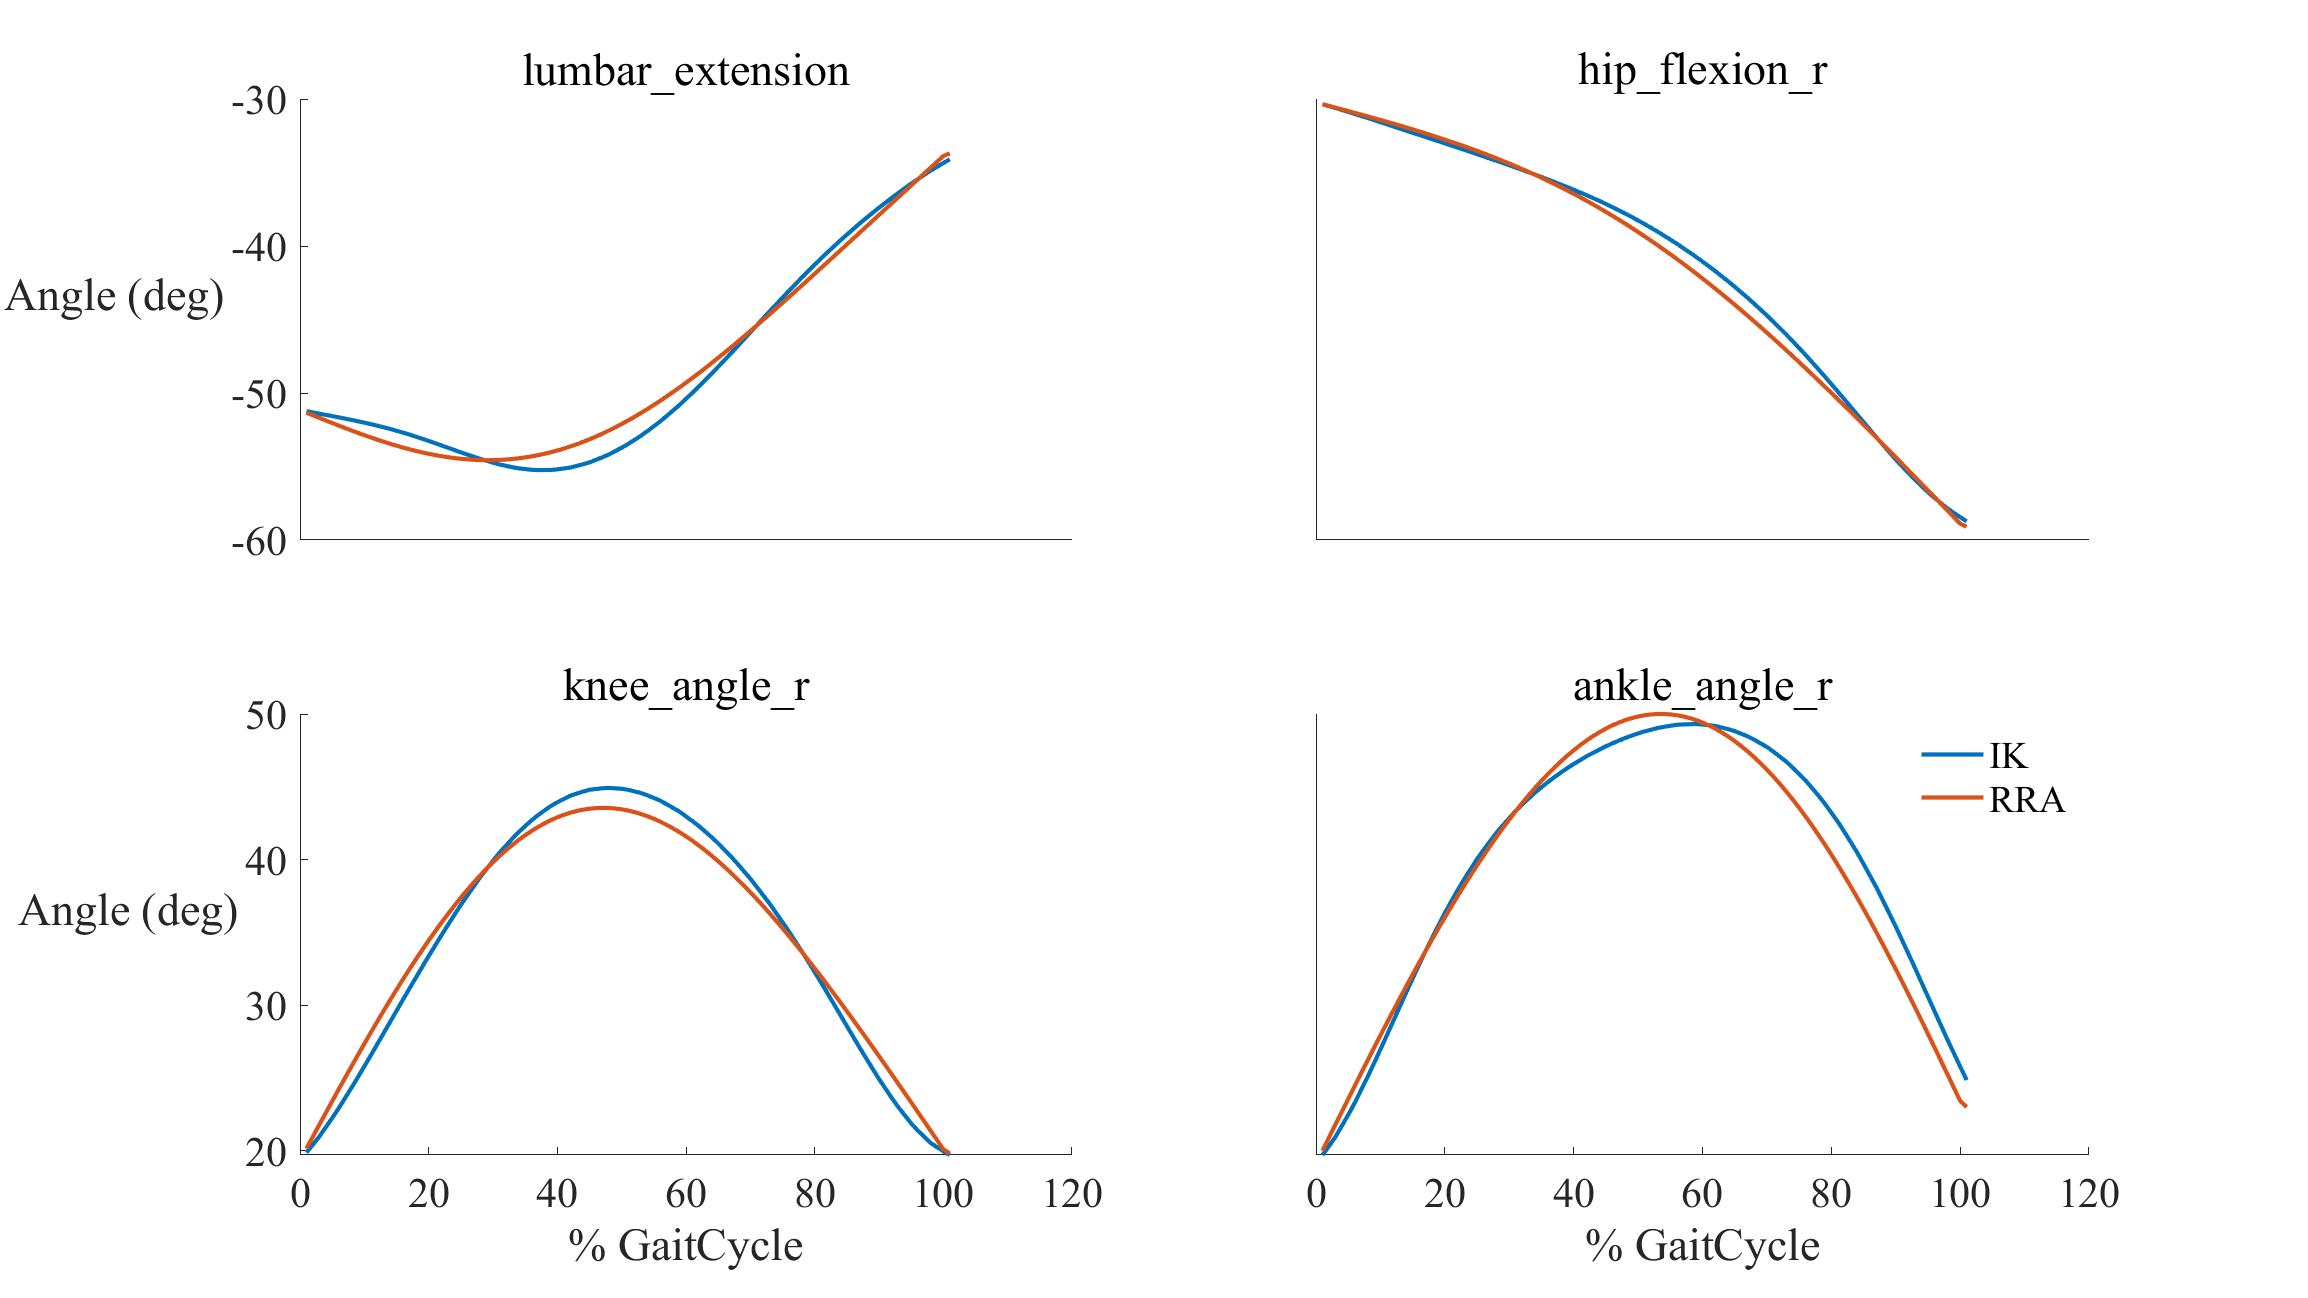 lumbar_extension
hip_flexion_r
-30
-40
Angle (deg)
-50
-60
knee_angle_r
ankle_angle_r
50
IK
RRA
40
Angle (deg)
30
20
0 20 40 60 80 100 120
0 20 40 60 80 100 120
% GaitCycle
% GaitCycle